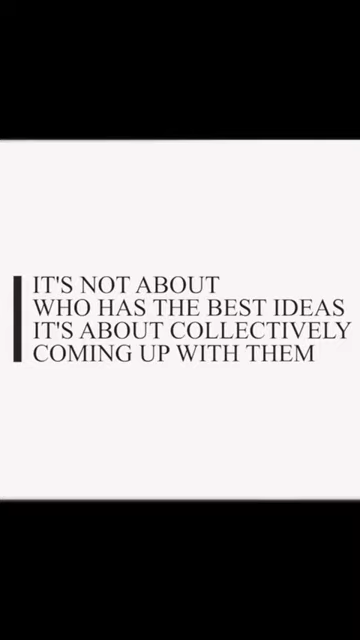 IT'S NOT ABOUT
WHO HAS THE BEST IDEAS
IT'S ABOUT COLLECTIVELY
COMING UP WITH THEM